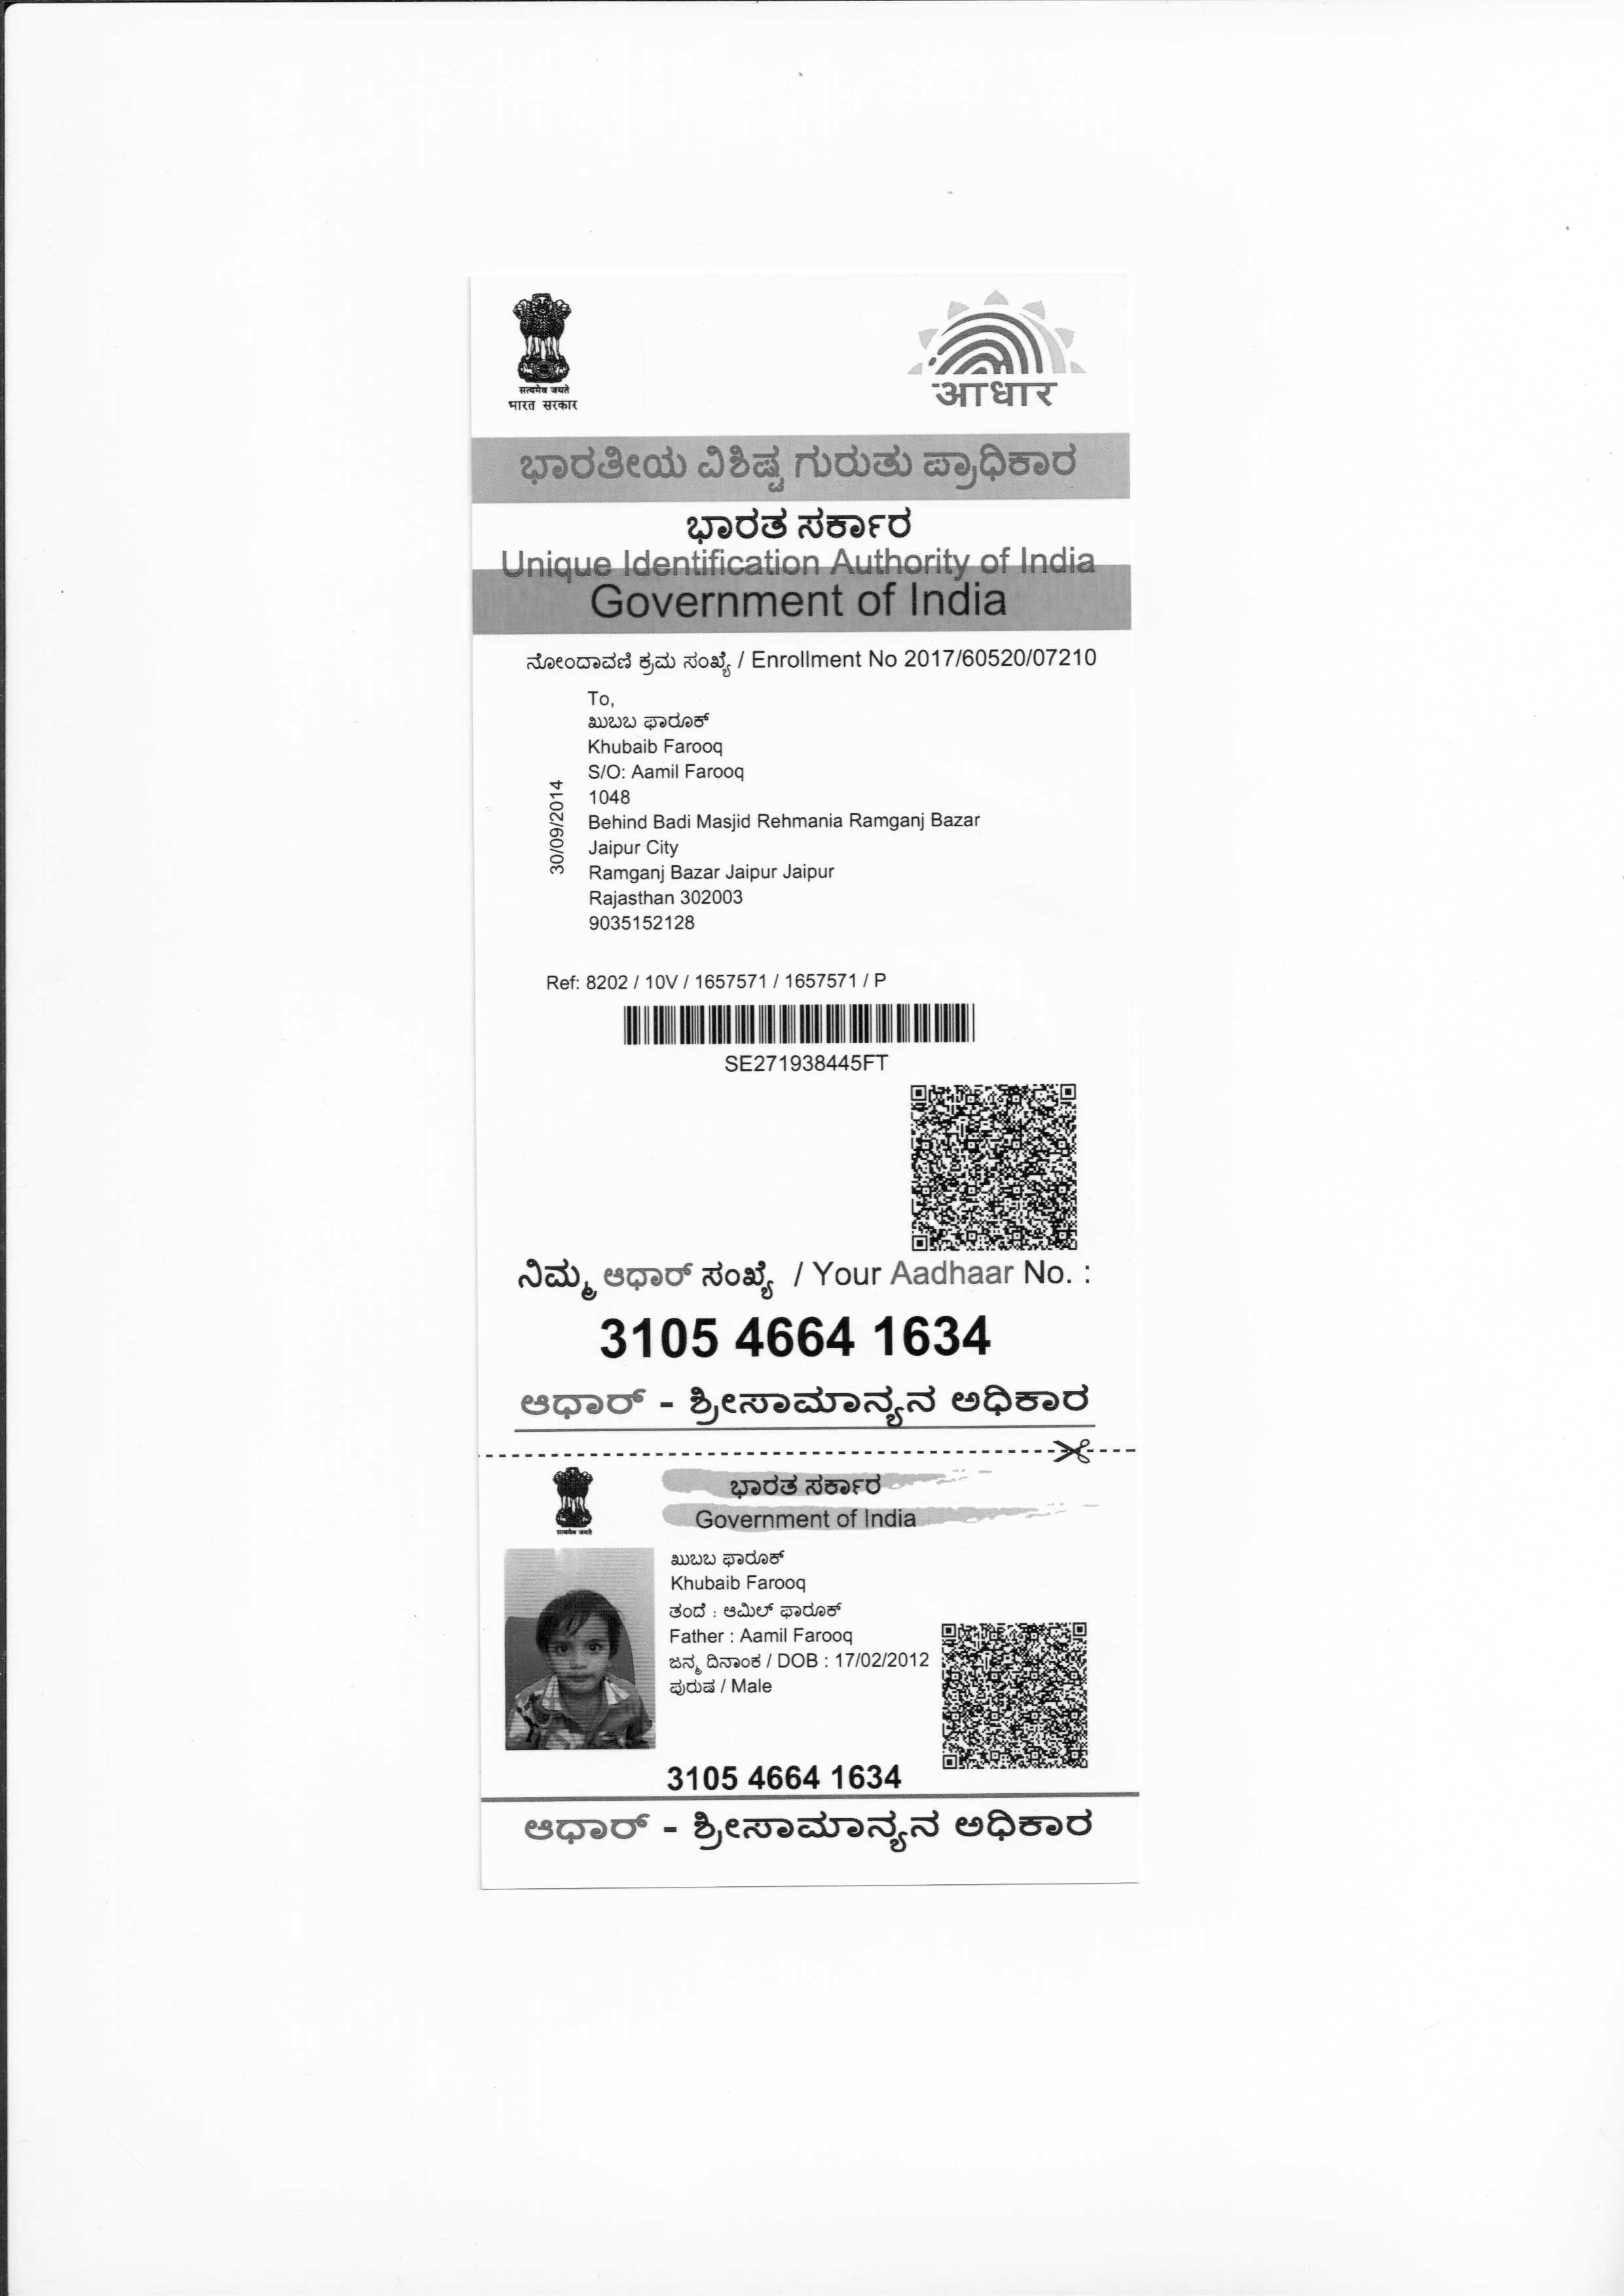 सत्यमेव जयते
भारत सरकार
आधार
ಭಾರತೀಯ ವಿಶಿಷ್ಟ ಗುರುತು ಪ್ರಾಧಿಕಾರ
ಭಾರತ ಸರ್ಕಾರ
Unique Identification Authority of India
Government of India
ನೋಂದಾವಣಿ ಕ್ರಮ ಸಂಖ್ಯೆ / Enrollment No 2017/60520/07210
30/09/2014
To,
ಖುಬಬ ಫಾರೂಕ್
Khubaib Farooq
S/O: Aamil Farooq
1048
Behind Badi Masjid Rehmania Ramganj Bazar
Jaipur City
Ramganj Bazar Jaipur Jaipur
Rajasthan 302003
9035152128
Ref: 8202 / 10V / 1657571 / 1657571 / P
SE271938445FT
ನಿಮ್ಮ ಆಧಾರ್ ಸಂಖ್ಯೆ / Your Aadhaar No. :
3105 4664 1634
ಆಧಾರ್ - ಶ್ರೀಸಾಮಾನ್ಯನ ಅಧಿಕಾರ
सत्यमेव जयते
ಭಾರತ ಸರ್ಕಾರ
Government of India
ಖುಬಬ ಫಾರೂಕ್
Khubaib Farooq
ತಂದೆ : ಆಮಿಲ್ ಫಾರೂಕ್
Father : Aamil Farooq
ಜನ್ಮ ದಿನಾಂಕ / DOB : 17/02/2012
ಪುರುಷ / Male
3105 4664 1634
ಆಧಾರ್ - ಶ್ರೀಸಾಮಾನ್ಯನ ಅಧಿಕಾರ